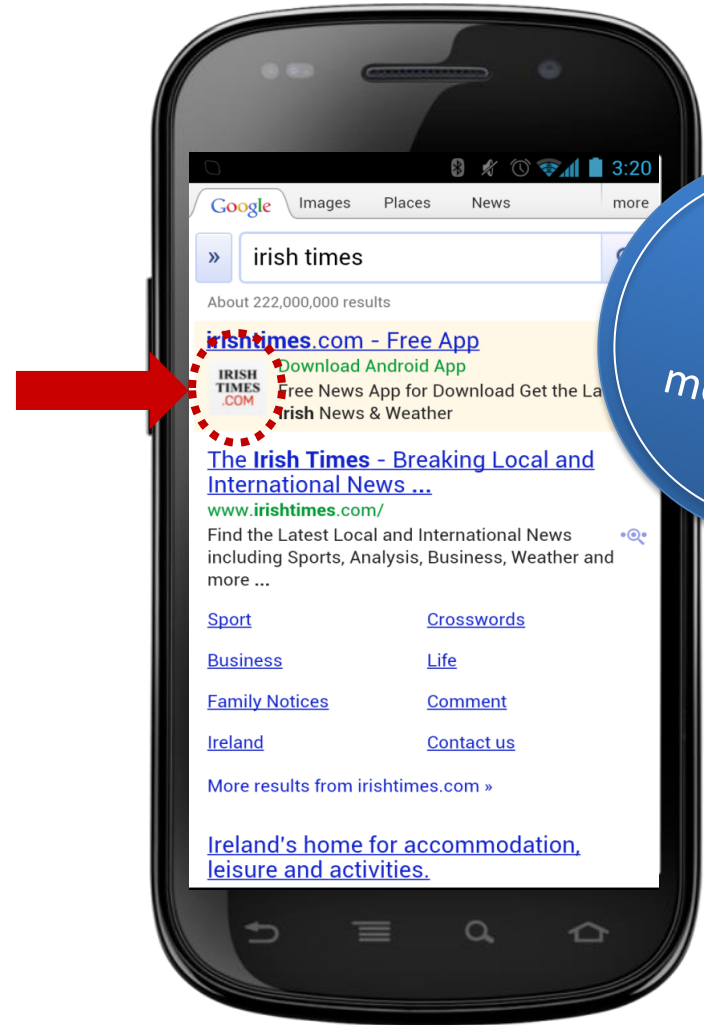 3:20
Google Images Places News more
» irish times
About 222,000,000 results
irishtimes.com - Free App
Download Android App
IRISH
TIMES
.COM
Free News App for Download Get the La
Irish News & Weather
The Irish Times - Breaking Local and
International News ...
www.irishtimes.com/
Find the Latest Local and International News
including Sports, Analysis, Business, Weather and
more ...
Sport Crosswords
Business Life
Family Notices Comment
Ireland Contact us
More results from irishtimes.com »
Ireland's home for accommodation,
leisure and activities.